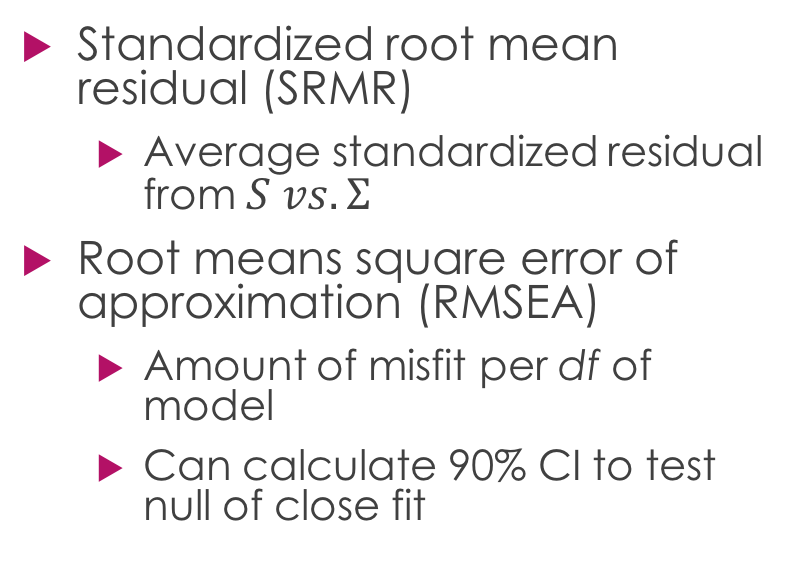 Standardized root mean
residual (SRMR)
Average standardized residual
from S vs. Σ
Root means square error of
approximation (RMSEA)
Amount of misfit per df of
model
Can calculate 90% CI to test
null of close fit